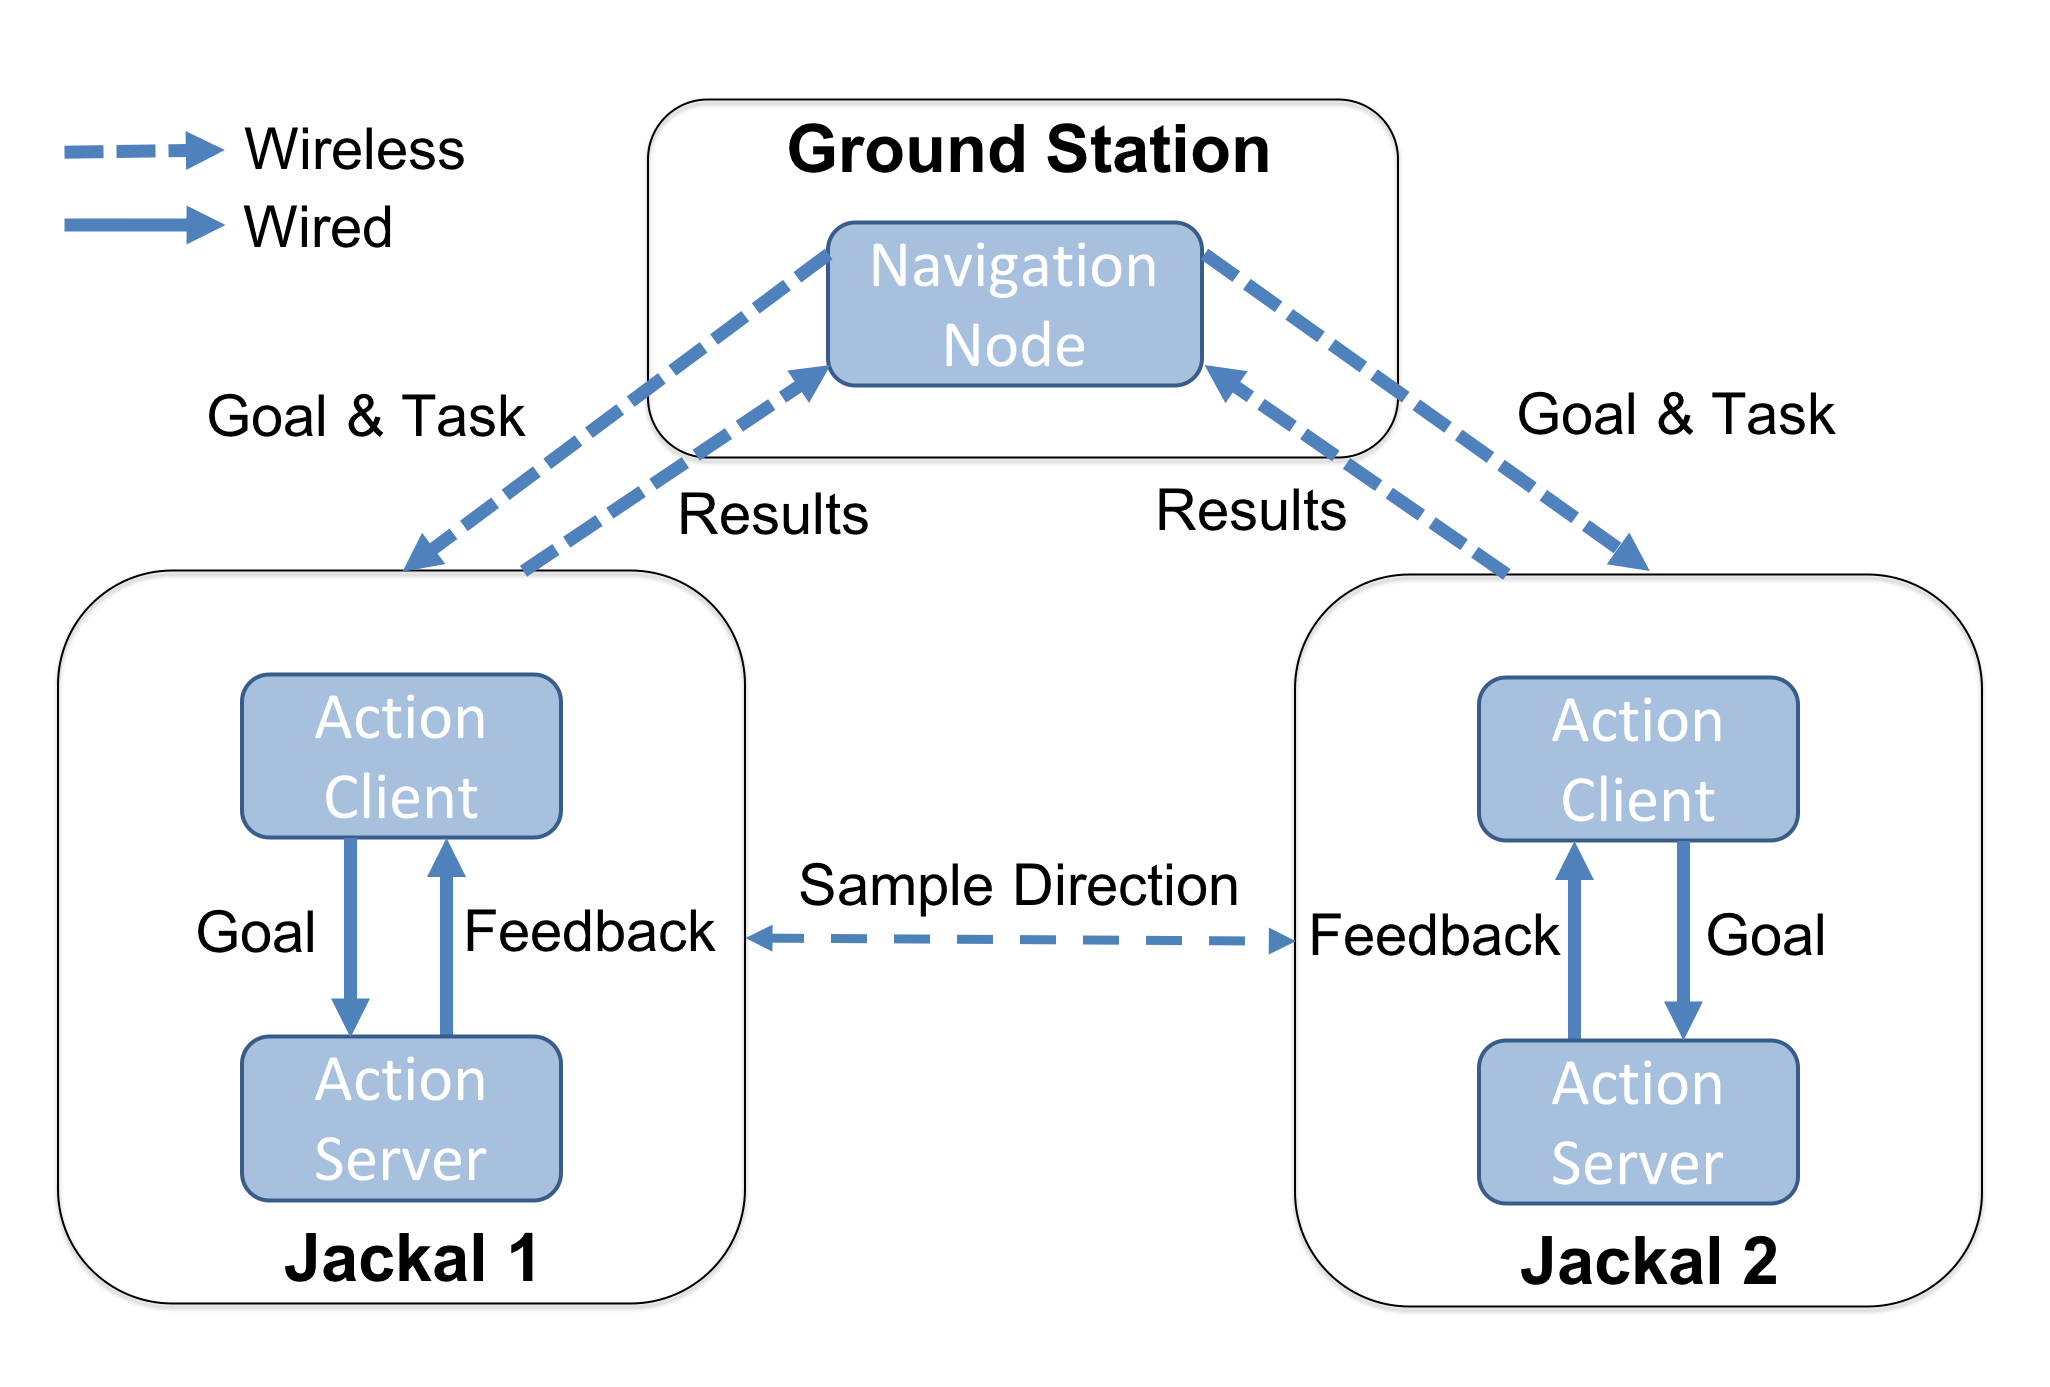 Wireless
Wired
Ground Station
Navigation
Node
Goal & Task
Goal & Task
Results
Results
Action
Client
Goal
Feedback
Action
Server
Jackal 1
Sample Direction
Action
Client
Feedback
Goal
Action
Server
Jackal 2